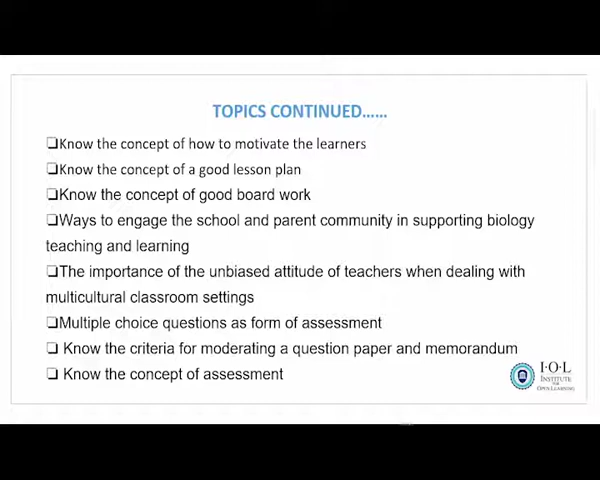 TOPICS CONTINUED......
❑Know the concept of how to motivate the learners
❑Know the concept of a good lesson plan
❑Know the concept of good board work
❑Ways to engage the school and parent community in supporting biology
teaching and learning
❑The importance of the unbiased attitude of teachers when dealing with
multicultural classroom settings
❑Multiple choice questions as form of assessment
❑ Know the criteria for moderating a question paper and memorandum
❑ Know the concept of assessment
I·O·L
INSTITUTE
FOR
OPEN LEARNING